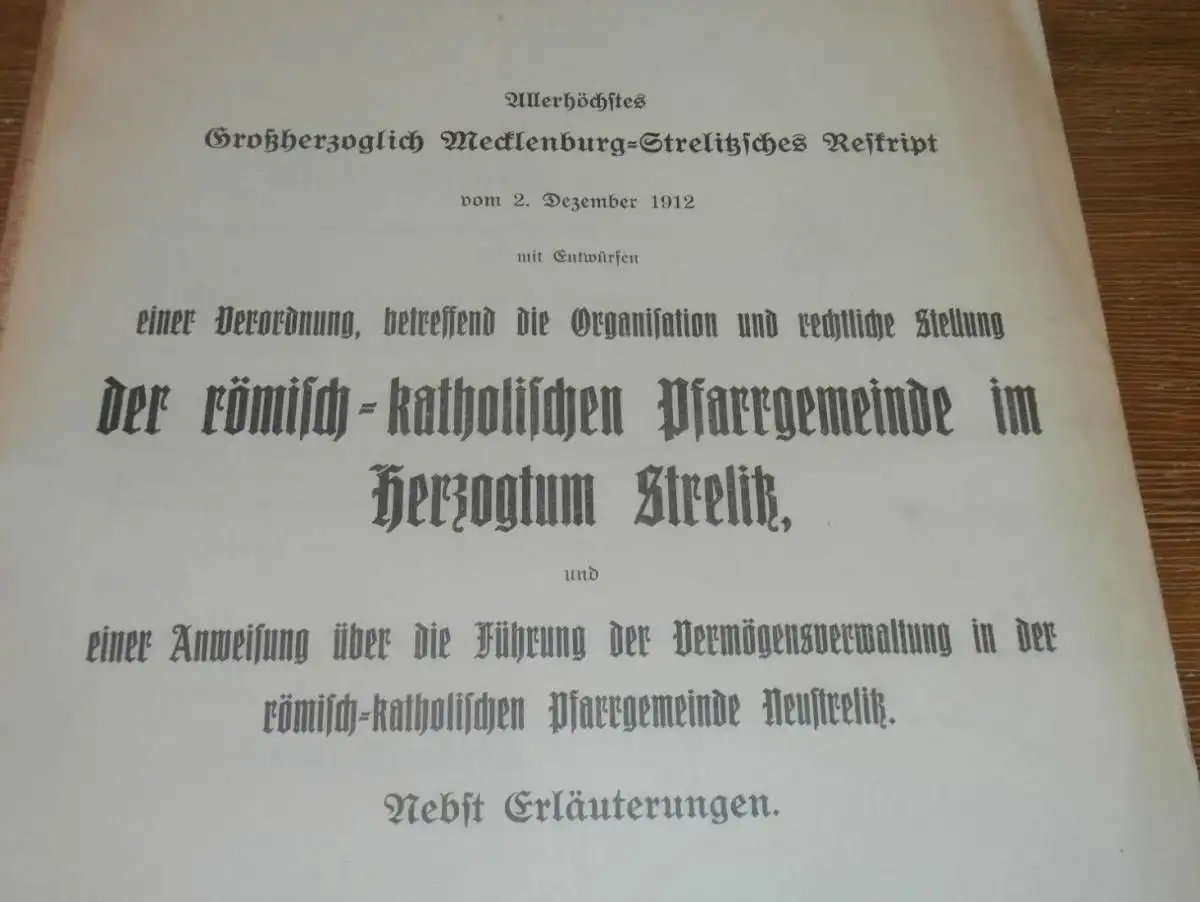 Allerhöchſtes
Großherzoglich Mecklenburg-Strelitzſches Reſkript
vom 2. Dezember 1912
mit Entwürfen
einer Verordnung, betreffend die Organiſation und rechtliche Stellung
der römiſch-katholiſchen Pfarrgemeinde im
Herzogtum Strelitz,
und
einer Anweiſung über die Führung der Vermögensverwaltung in der
römiſch-katholiſchen Pfarrgemeinde Neuſtrelitz.
Nebſt Erläuterungen.